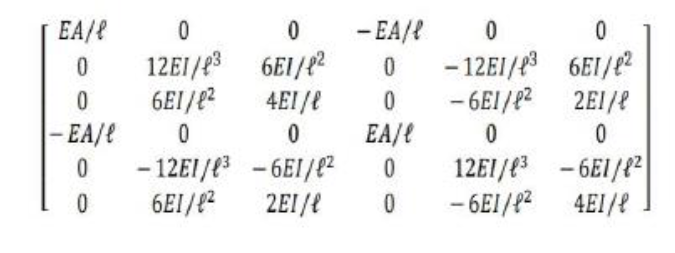 EA/ℓ 0 0 −EA/ℓ 0 0
0 12EI/ℓ³ 6EI/ℓ² 0 −12EI/ℓ³ 6EI/ℓ²
0 6EI/ℓ² 4EI/ℓ 0 −6EI/ℓ² 2EI/ℓ
−EA/ℓ 0 0 EA/ℓ 0 0
0 −12EI/ℓ³ −6EI/ℓ² 0 12EI/ℓ³ −6EI/ℓ²
0 6EI/ℓ² 2EI/ℓ 0 −6EI/ℓ² 4EI/ℓ